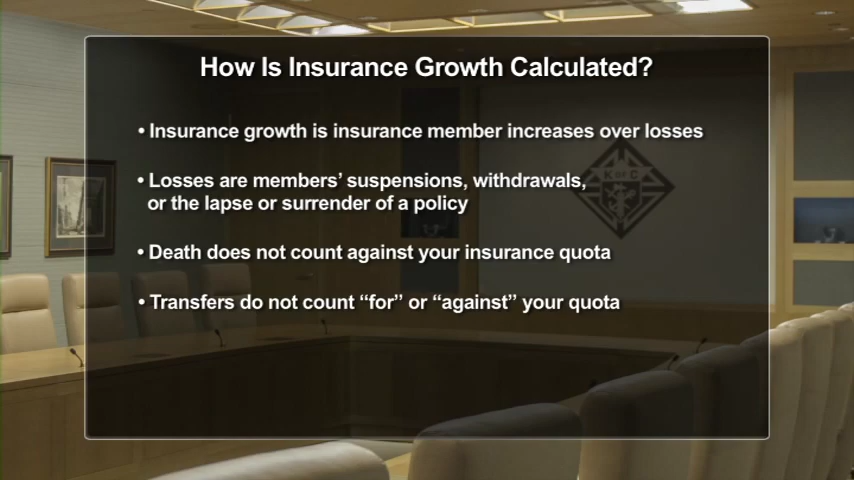 How Is Insurance Growth Calculated?
• Insurance growth is insurance member increases over losses
• Losses are members’ suspensions, withdrawals,
or the lapse or surrender of a policy
K OF C
• Death does not count against your insurance quota
• Transfers do not count “for” or “against” your quota